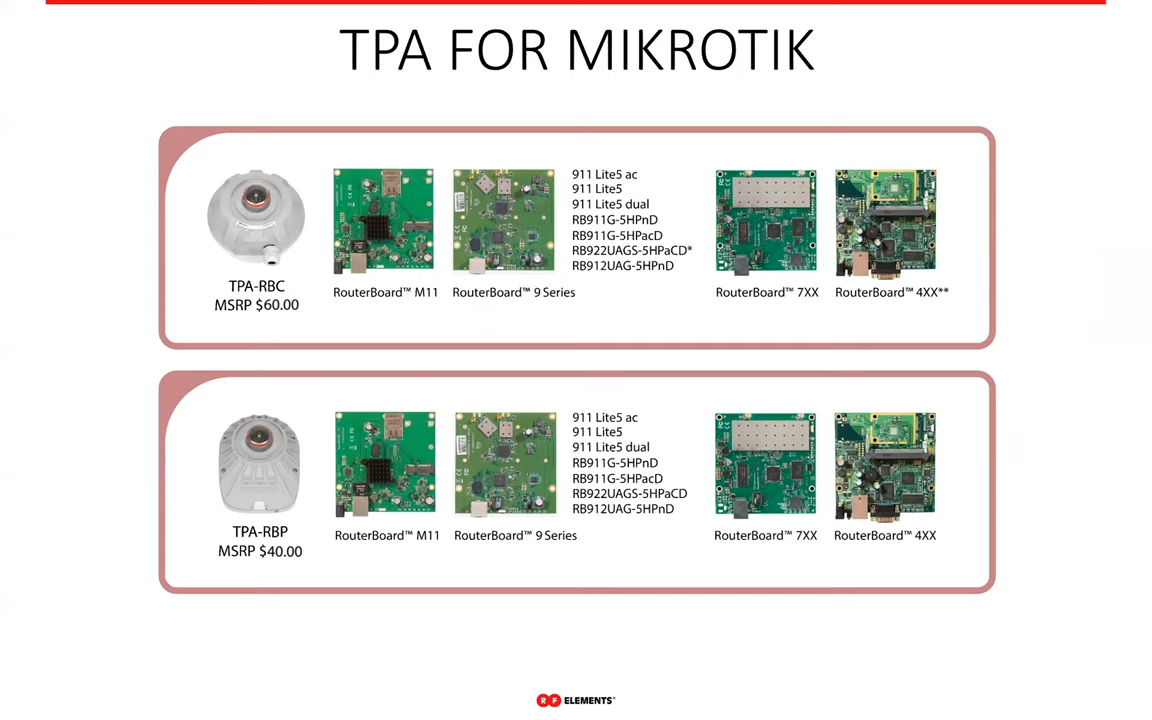 TPA FOR MIKROTIK
TPA-RBC
MSRP $60.00
RouterBoard™ M11
RouterBoard™ 9 Series
911 Lite5 ac
911 Lite5
911 Lite5 dual
RB911G-5HPnD
RB911G-5HPacD
RB922UAGS-5HPaCD*
RB912UAG-5HPnD
RouterBoard™ 7XX
RouterBoard™ 4XX**
TPA-RBP
MSRP $40.00
RouterBoard™ M11
RouterBoard™ 9 Series
911 Lite5 ac
911 Lite5
911 Lite5 dual
RB911G-5HPnD
RB911G-5HPacD
RB922UAGS-5HPaCD
RB912UAG-5HPnD
RouterBoard™ 7XX
RouterBoard™ 4XX
RF ELEMENTS®